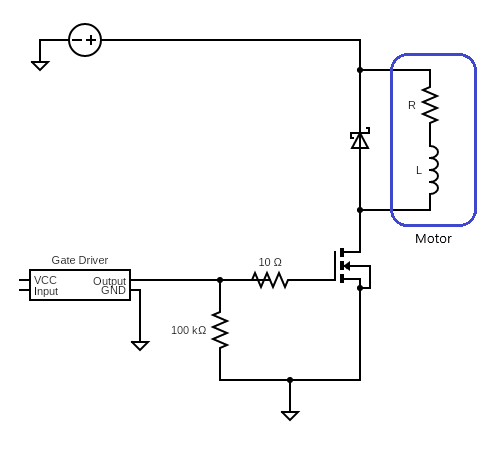 R
L
Motor
10 Ω
Gate Driver
VCC
Output
Input
GND
100 kΩ